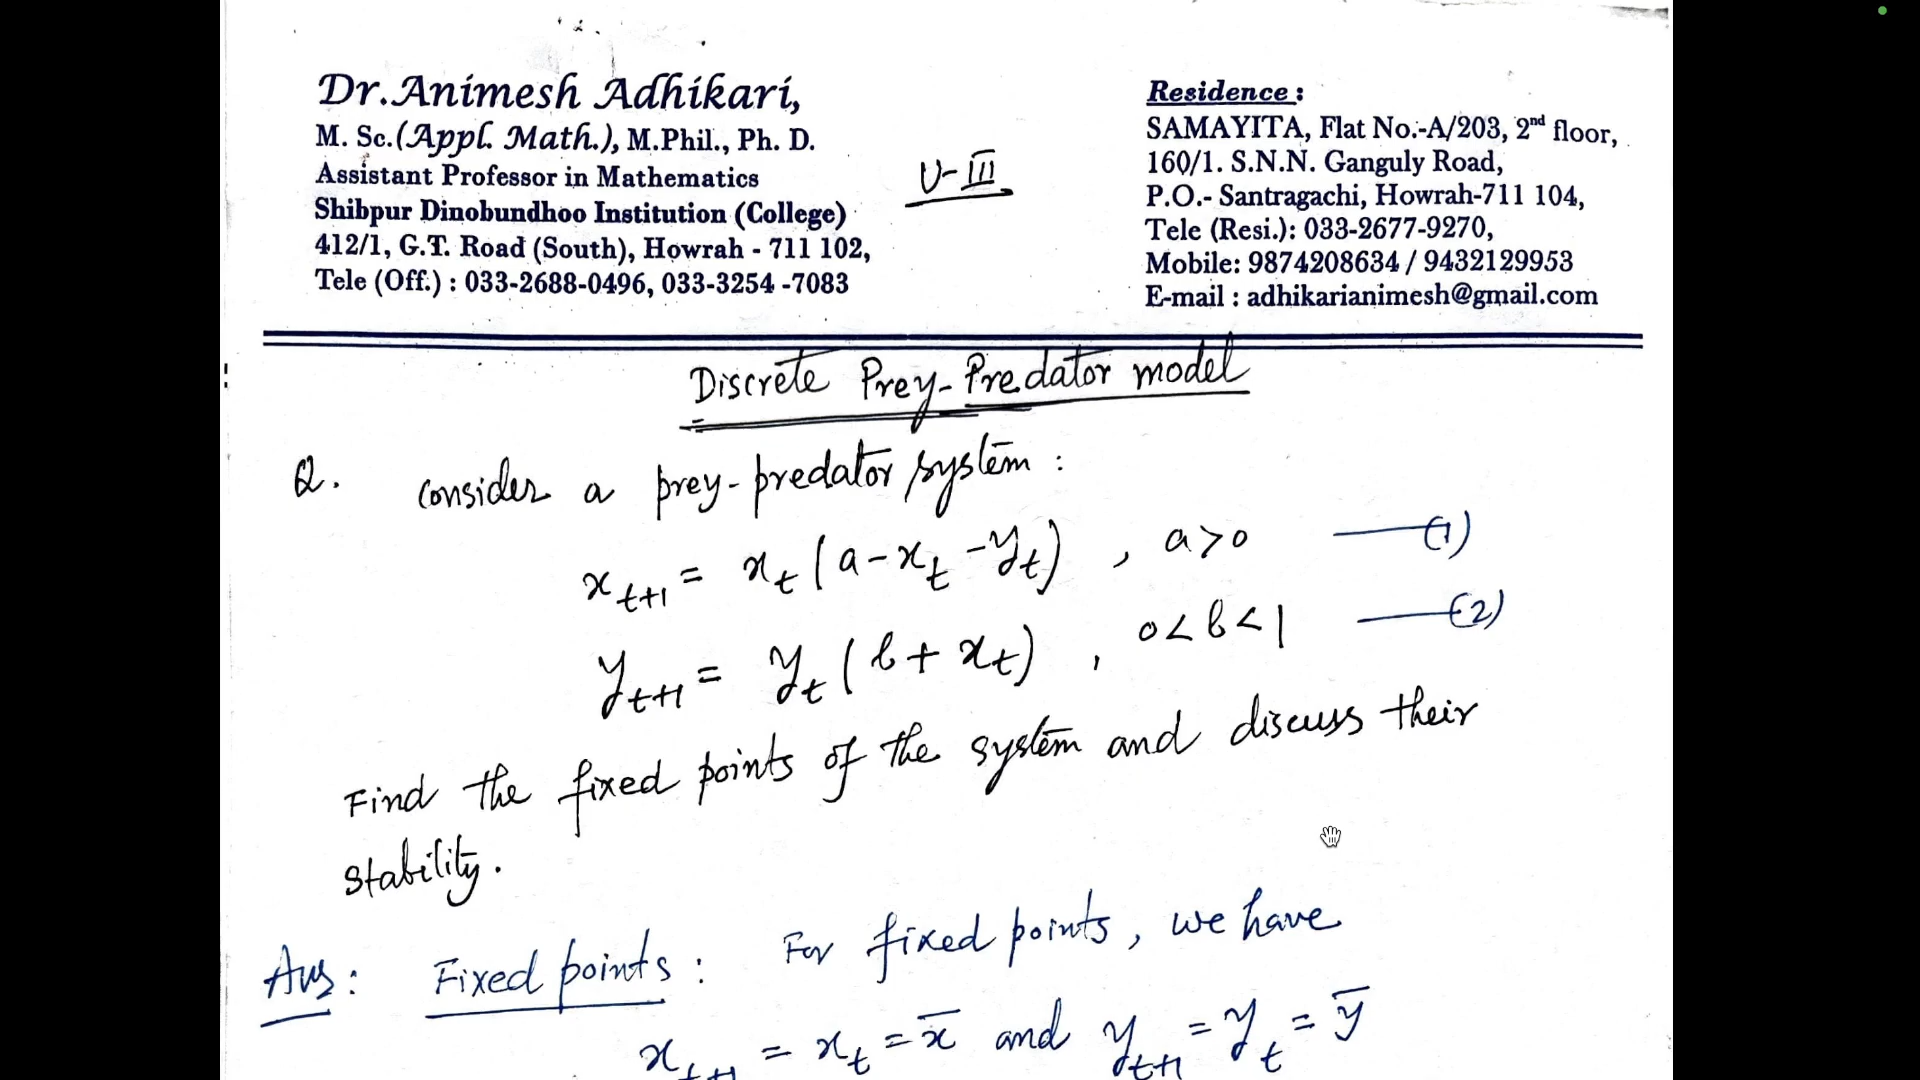 Dr.Animesh Adhikari,
M. Sc.(Appl. Math.), M.Phil., Ph. D.
Assistant Professor in Mathematics
Shibpur Dinobundhoo Institution (College)
412/1, G.T. Road (South), Howrah - 711 102,
Tele (Off.) : 033-2688-0496, 033-3254 -7083
U-III
Residence :
SAMAYITA, Flat No.-A/203, 2nd floor,
160/1. S.N.N. Ganguly Road,
P.O.- Santragachi, Howrah-711 104,
Tele (Resi.): 033-2677-9270,
Mobile: 9874208634 / 9432129953
E-mail : adhikarianimesh@gmail.com
Discrete Prey-Predator model
Q. consider a prey-predator system :
x_{t+1} = x_t (a - x_t - y_t) , a > 0 —(1)
y_{t+1} = y_t (b + x_t) , 0 < b < 1 —(2)
Find the fixed points of the system and discuss their
stability.
Ans : Fixed points : For fixed points, we have
x_{t+1} = x_t = x̄ and y_{t+1} = y_t = ȳ